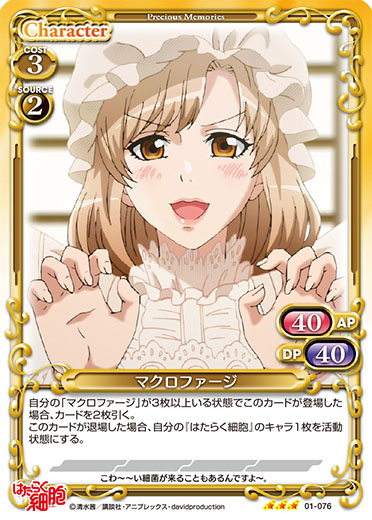 Precious Memories
Character
COST
3
SOURCE
2
40 AP
DP 40
マクロファージ
自分の「マクロファージ」が3枚以上いる状態でこのカードが登場し
た場合、カードを2枚引く。
このカードが退場した場合、自分の『はたらく細胞』のキャラ1枚を活動
状態にする。
こわ～～い細菌が来ることもあるんですよ～。
はたらく
細胞
©清水茜／講談社・アニプレックス・davidproduction
01-076